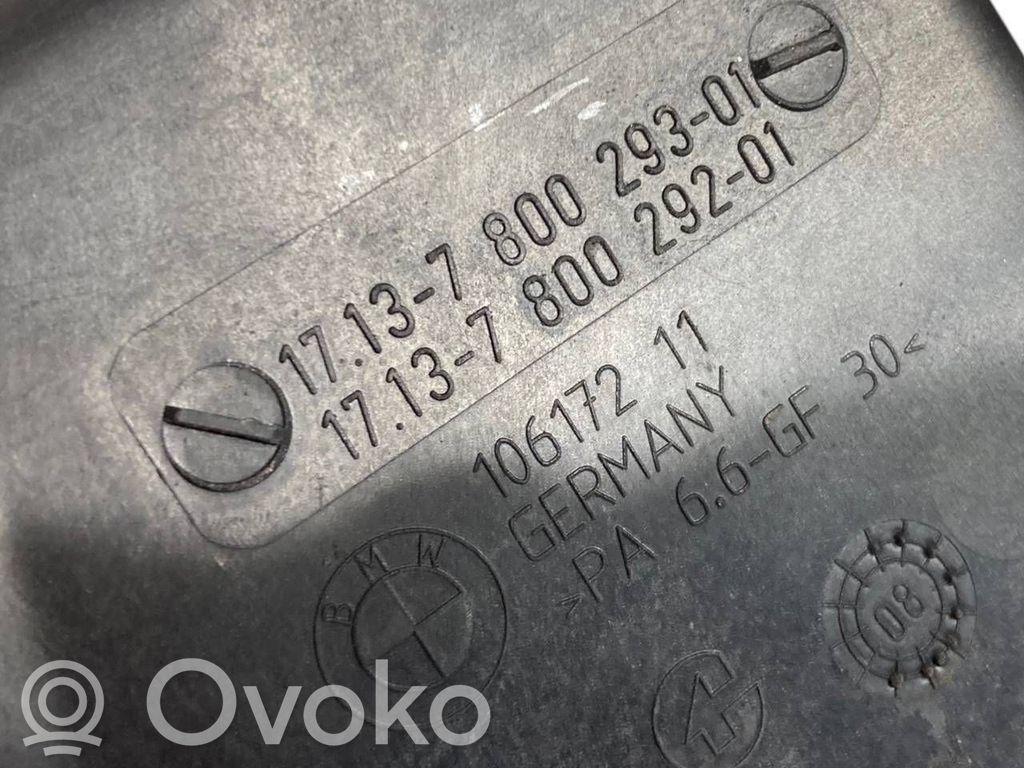 17.13-7 800 293-01
17.13-7 800 292-01
106172 11
GERMANY
>PA 6.6-GF 30<
BMW
08
Ovoko